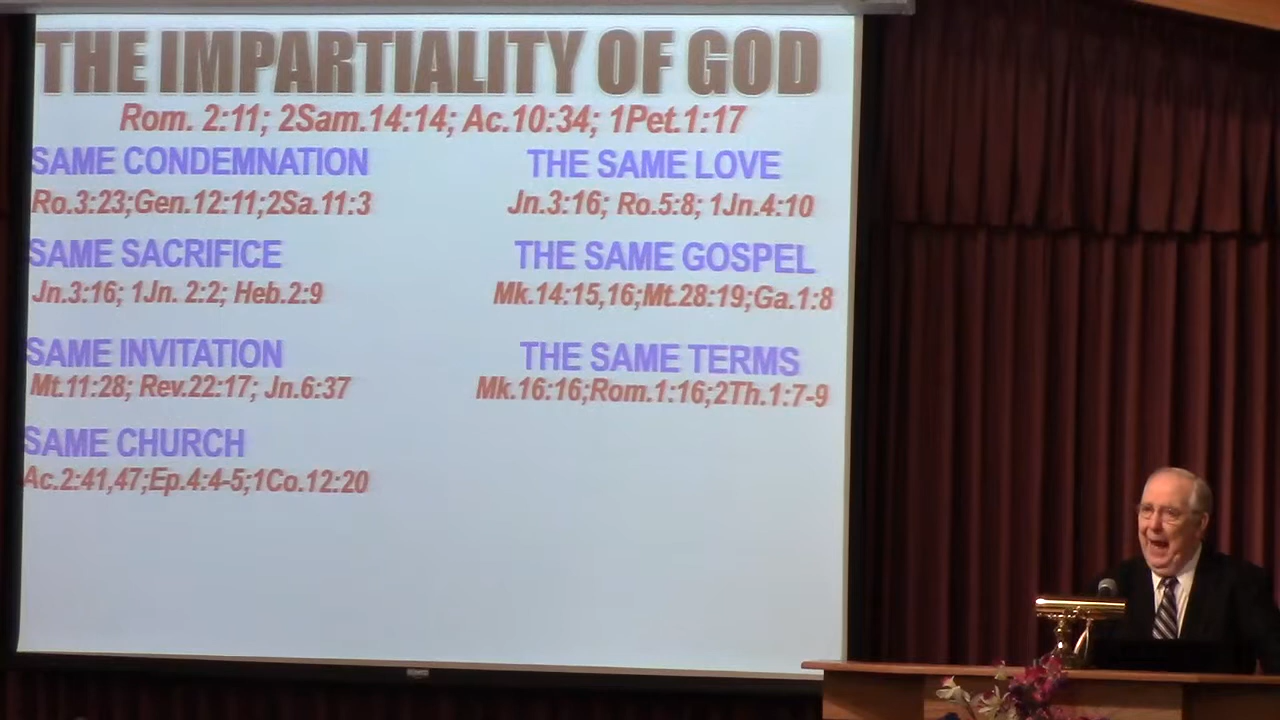 THE IMPARTIALITY OF GOD
Rom. 2:11; 2Sam.14:14; Ac.10:34; 1Pet.1:17
SAME CONDEMNATION
Ro.3:23;Gen.12:11;2Sa.11:3
THE SAME LOVE
Jn.3:16; Ro.5:8; 1Jn.4:10
SAME SACRIFICE
Jn.3:16; 1Jn. 2:2; Heb.2:9
THE SAME GOSPEL
Mk.14:15,16;Mt.28:19;Ga.1:8
SAME INVITATION
Mt.11:28; Rev.22:17; Jn.6:37
THE SAME TERMS
Mk.16:16;Rom.1:16;2Th.1:7-9
SAME CHURCH
Ac.2:41,47;Ep.4:4-5;1Co.12:20